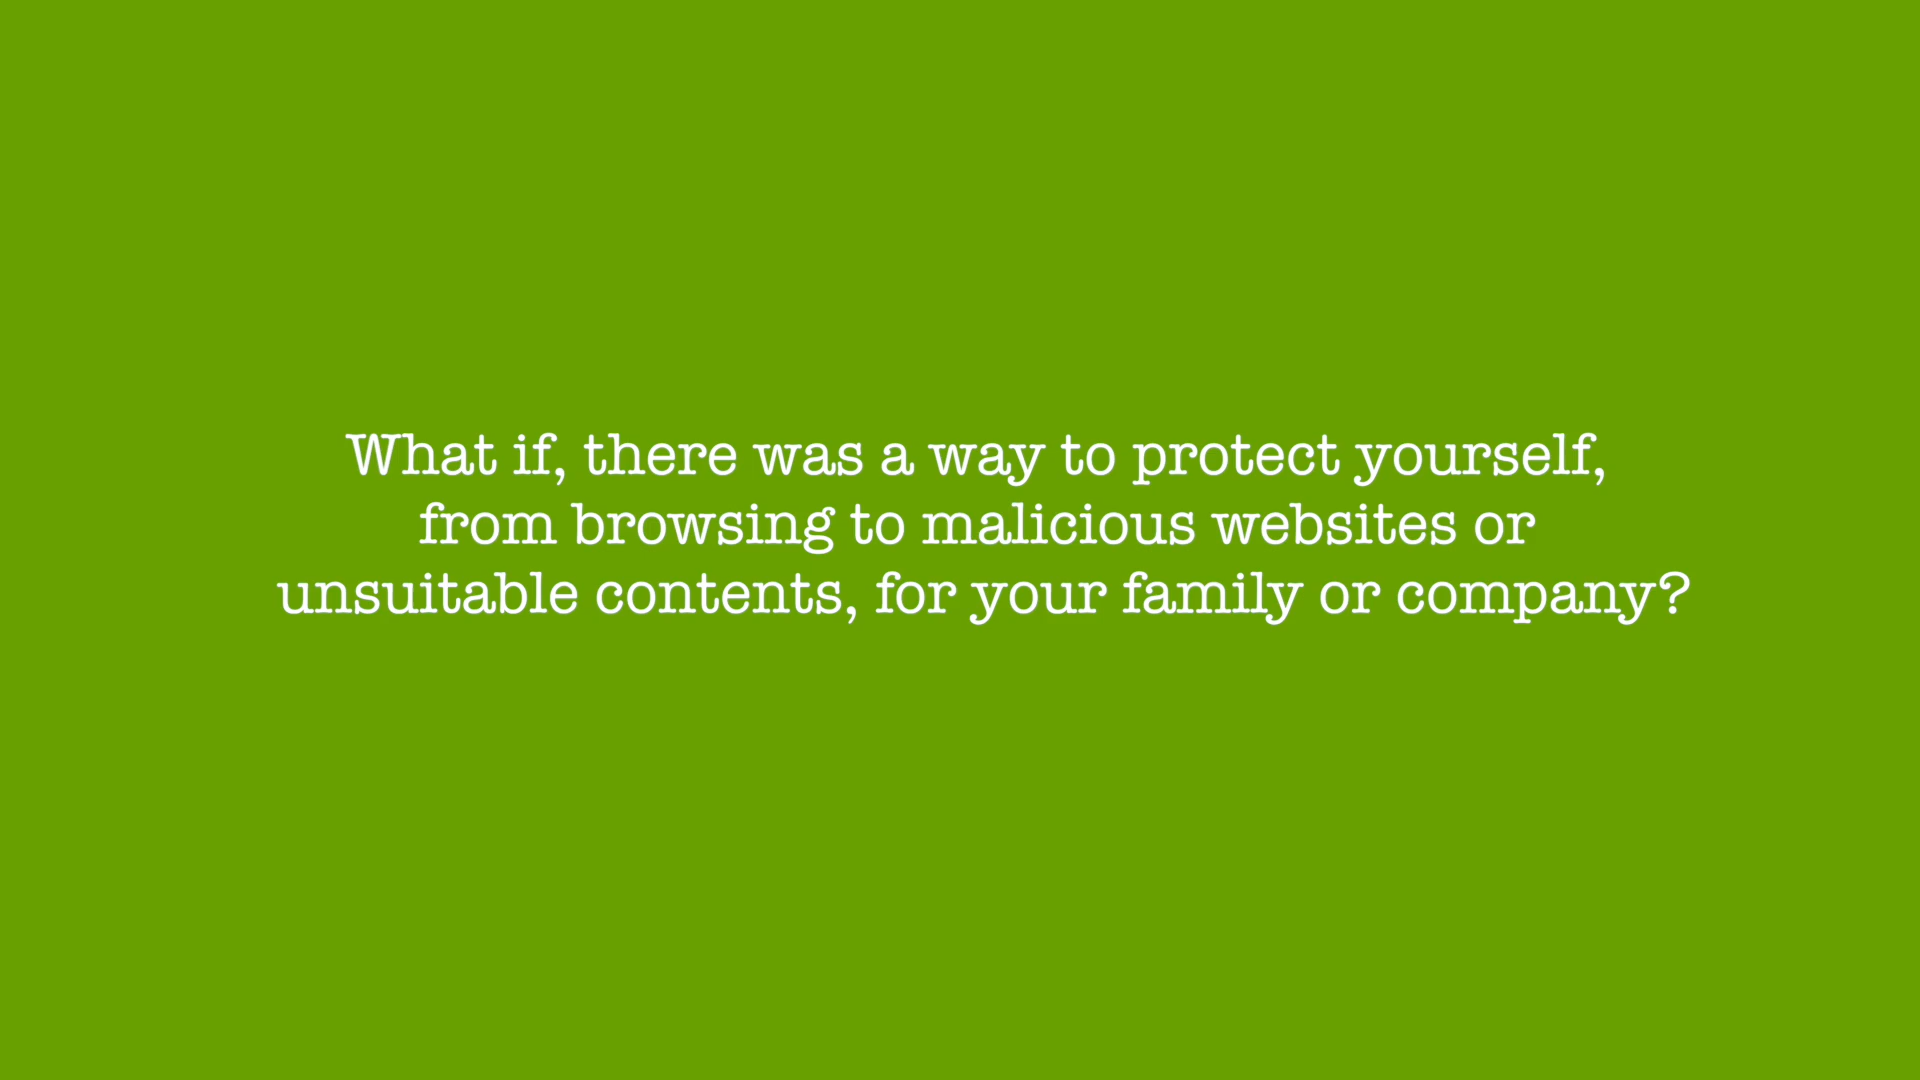 What if, there was a way to protect yourself,
from browsing to malicious websites or
unsuitable contents, for your family or company?